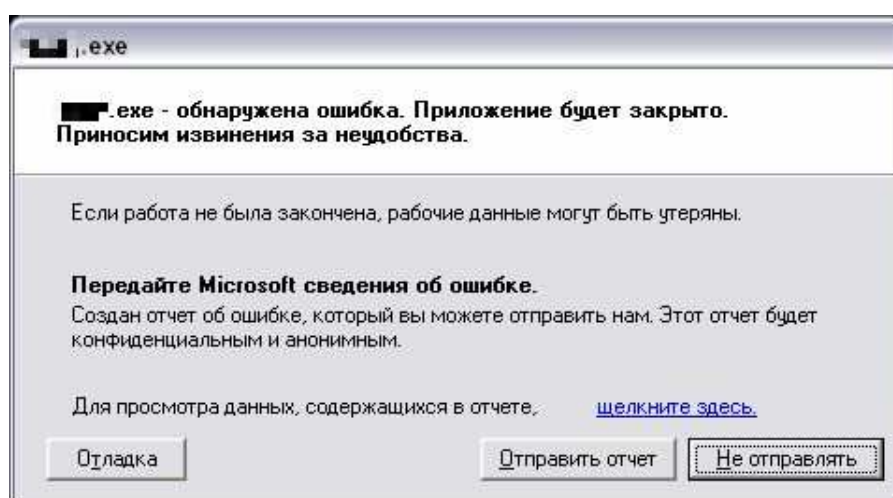 .exe
.exe - обнаружена ошибка. Приложение будет закрыто.
Приносим извинения за неудобства.
Если работа не была закончена, рабочие данные могут быть утеряны.
Передайте Microsoft сведения об ошибке.
Создан отчет об ошибке, который вы можете отправить нам. Этот отчет будет
конфиденциальным и анонимным.
Для просмотра данных, содержащихся в отчете, щелкните здесь.
Отладка Отправить отчет Не отправлять